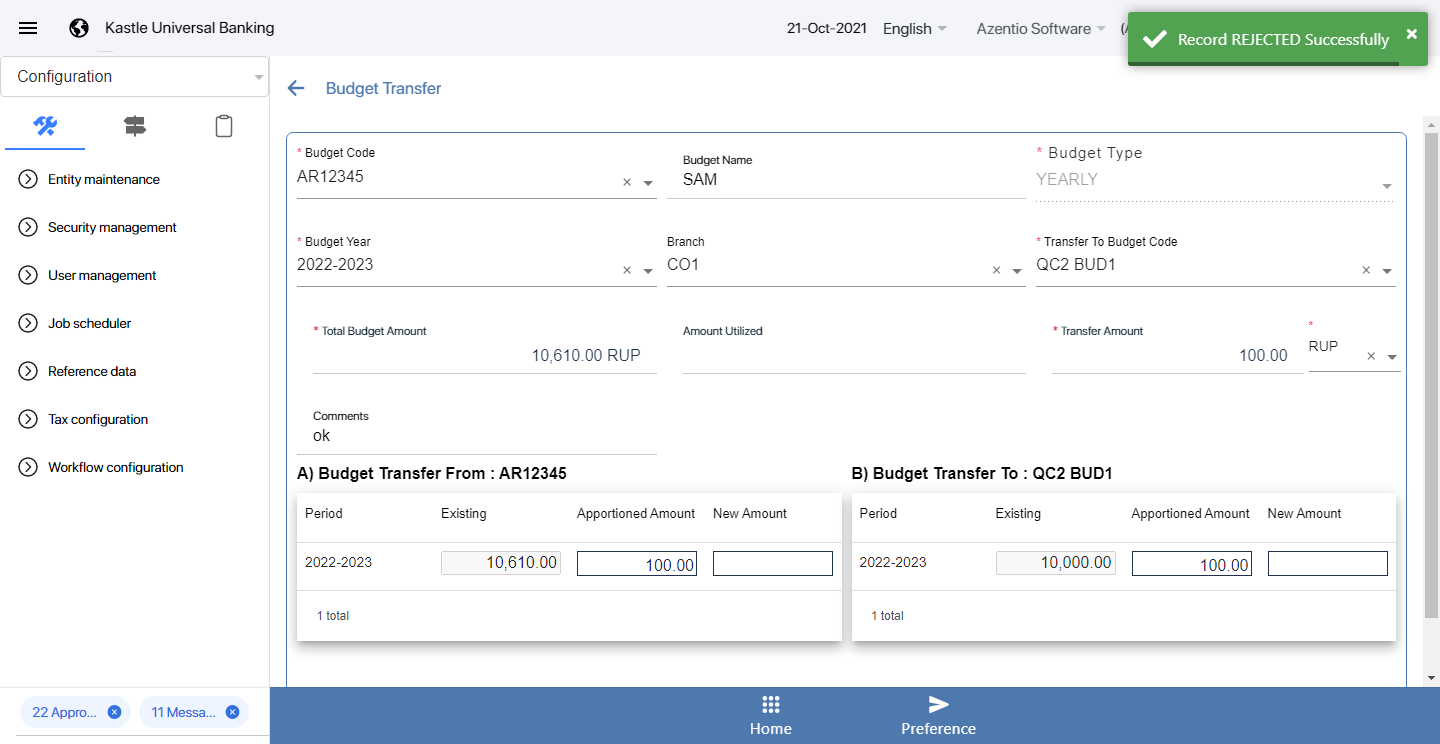 Kastle Universal Banking
21-Oct-2021
English
Azentio Software
Record REJECTED Successfully
Configuration
Budget Transfer
Entity maintenance
Security management
User management
Job scheduler
Reference data
Tax configuration
Workflow configuration
* Budget Code
AR12345
Budget Name
SAM
* Budget Type
YEARLY
* Budget Year
2022-2023
Branch
CO1
* Transfer To Budget Code
QC2 BUD1
* Total Budget Amount
10,610.00 RUP
Amount Utilized
* Transfer Amount
100.00
*
RUP
Comments
ok
A) Budget Transfer From : AR12345
Period Existing Apportioned Amount New Amount
2022-2023 10,610.00 100.00
1 total
B) Budget Transfer To : QC2 BUD1
Period Existing Apportioned Amount New Amount
2022-2023 10,000.00 100.00
1 total
22 Appro...
11 Messa...
Home
Preference